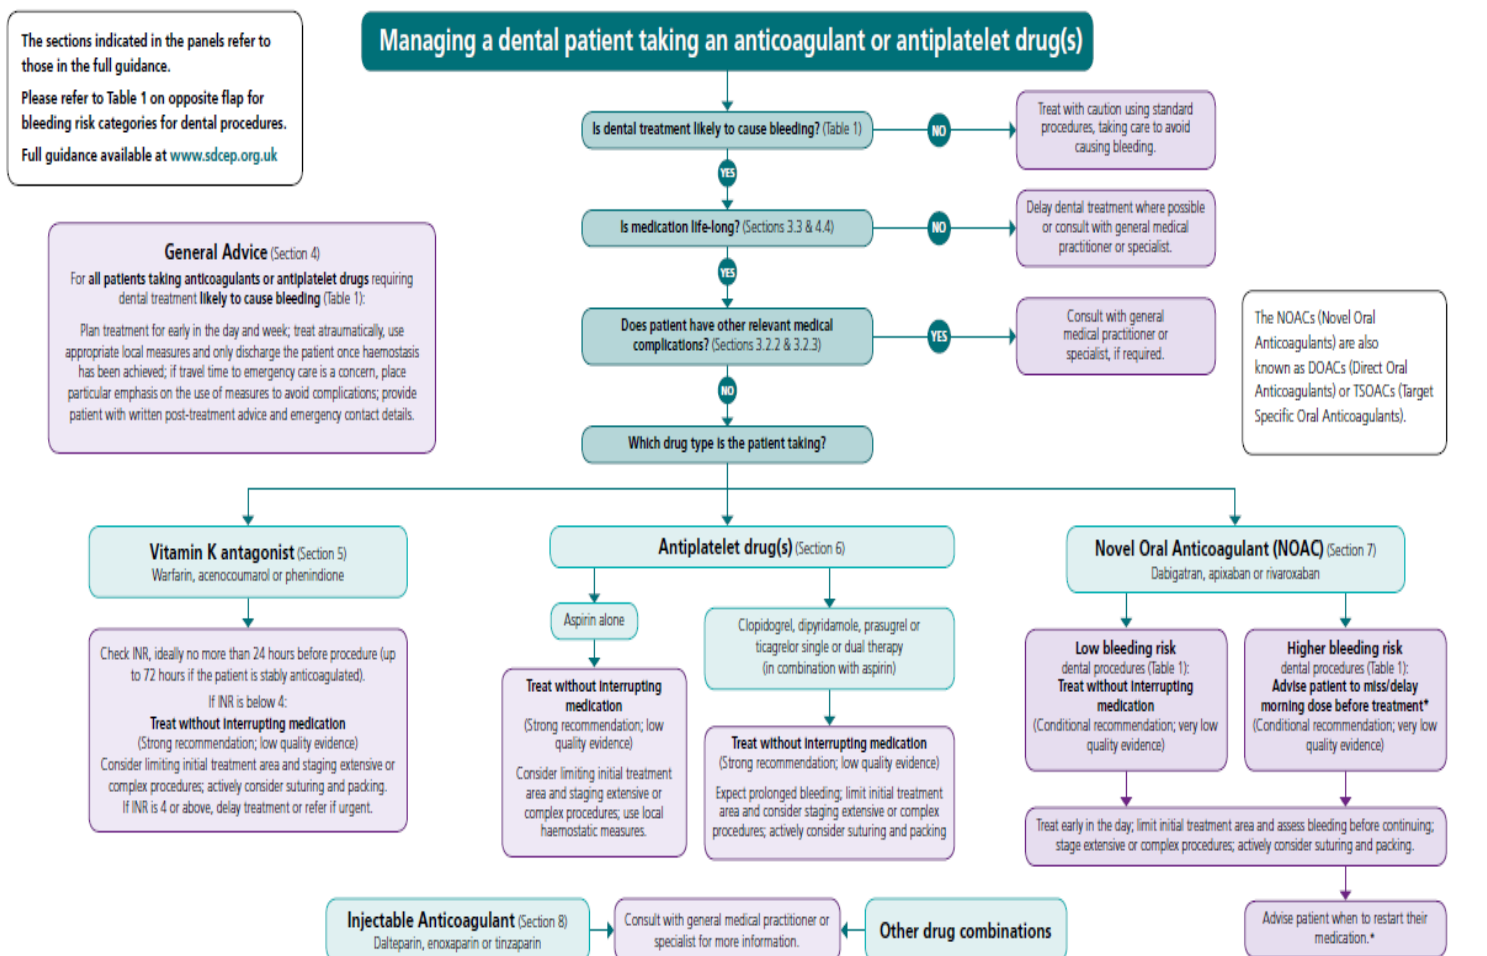 The sections indicated in the panels refer to
those in the full guidance.
Please refer to Table 1 on opposite flap for
bleeding risk categories for dental procedures.
Full guidance available at www.sdcep.org.uk
Managing a dental patient taking an anticoagulant or antiplatelet drug(s)
Is dental treatment likely to cause bleeding? (Table 1)
NO
Treat with caution using standard
procedures, taking care to avoid
causing bleeding.
YES
Is medication life-long? (Sections 3.3 & 4.4)
NO
Delay dental treatment where possible
or consult with general medical
practitioner or specialist.
YES
Does patient have other relevant medical
complications? (Sections 3.2.2 & 3.2.3)
YES
Consult with general
medical practitioner or
specialist, if required.
NO
Which drug type is the patient taking?
General Advice (Section 4)
For all patients taking anticoagulants or antiplatelet drugs requiring
dental treatment likely to cause bleeding (Table 1):
Plan treatment for early in the day and week; treat atraumatically, use
appropriate local measures and only discharge the patient once haemostasis
has been achieved; if travel time to emergency care is a concern, place
particular emphasis on the use of measures to avoid complications; provide
patient with written post-treatment advice and emergency contact details.
The NOACs (Novel Oral
Anticoagulants) are also
known as DOACs (Direct Oral
Anticoagulants) or TSOACs (Target
Specific Oral Anticoagulants).
Vitamin K antagonist (Section 5)
Warfarin, acenocoumarol or phenindione
Check INR, ideally no more than 24 hours before procedure (up
to 72 hours if the patient is stably anticoagulated).
If INR is below 4:
Treat without interrupting medication
(Strong recommendation; low quality evidence)
Consider limiting initial treatment area and staging extensive or
complex procedures; actively consider suturing and packing.
If INR is 4 or above, delay treatment or refer if urgent.
Antiplatelet drug(s) (Section 6)
Aspirin alone
Treat without interrupting
medication
(Strong recommendation; low
quality evidence)
Consider limiting initial treatment
area and staging extensive or
complex procedures; use local
haemostatic measures.
Clopidogrel, dipyridamole, prasugrel or
ticagrelor single or dual therapy
(in combination with aspirin)
Treat without interrupting medication
(Strong recommendation; low quality evidence)
Expect prolonged bleeding; limit initial treatment
area and consider staging extensive or complex
procedures; actively consider suturing and packing
Novel Oral Anticoagulant (NOAC) (Section 7)
Dabigatran, apixaban or rivaroxaban
Low bleeding risk
dental procedures (Table 1):
Treat without interrupting
medication
(Conditional recommendation; very low
quality evidence)
Higher bleeding risk
dental procedures (Table 1):
Advise patient to miss/delay
morning dose before treatment*
(Conditional recommendation; very low
quality evidence)
Treat early in the day; limit initial treatment area and assess bleeding before continuing;
stage extensive or complex procedures; actively consider suturing and packing.
Advise patient when to restart their
medication.*
Injectable Anticoagulant (Section 8)
Dalteparin, enoxaparin or tinzaparin
Consult with general medical practitioner or
specialist for more information.
Other drug combinations